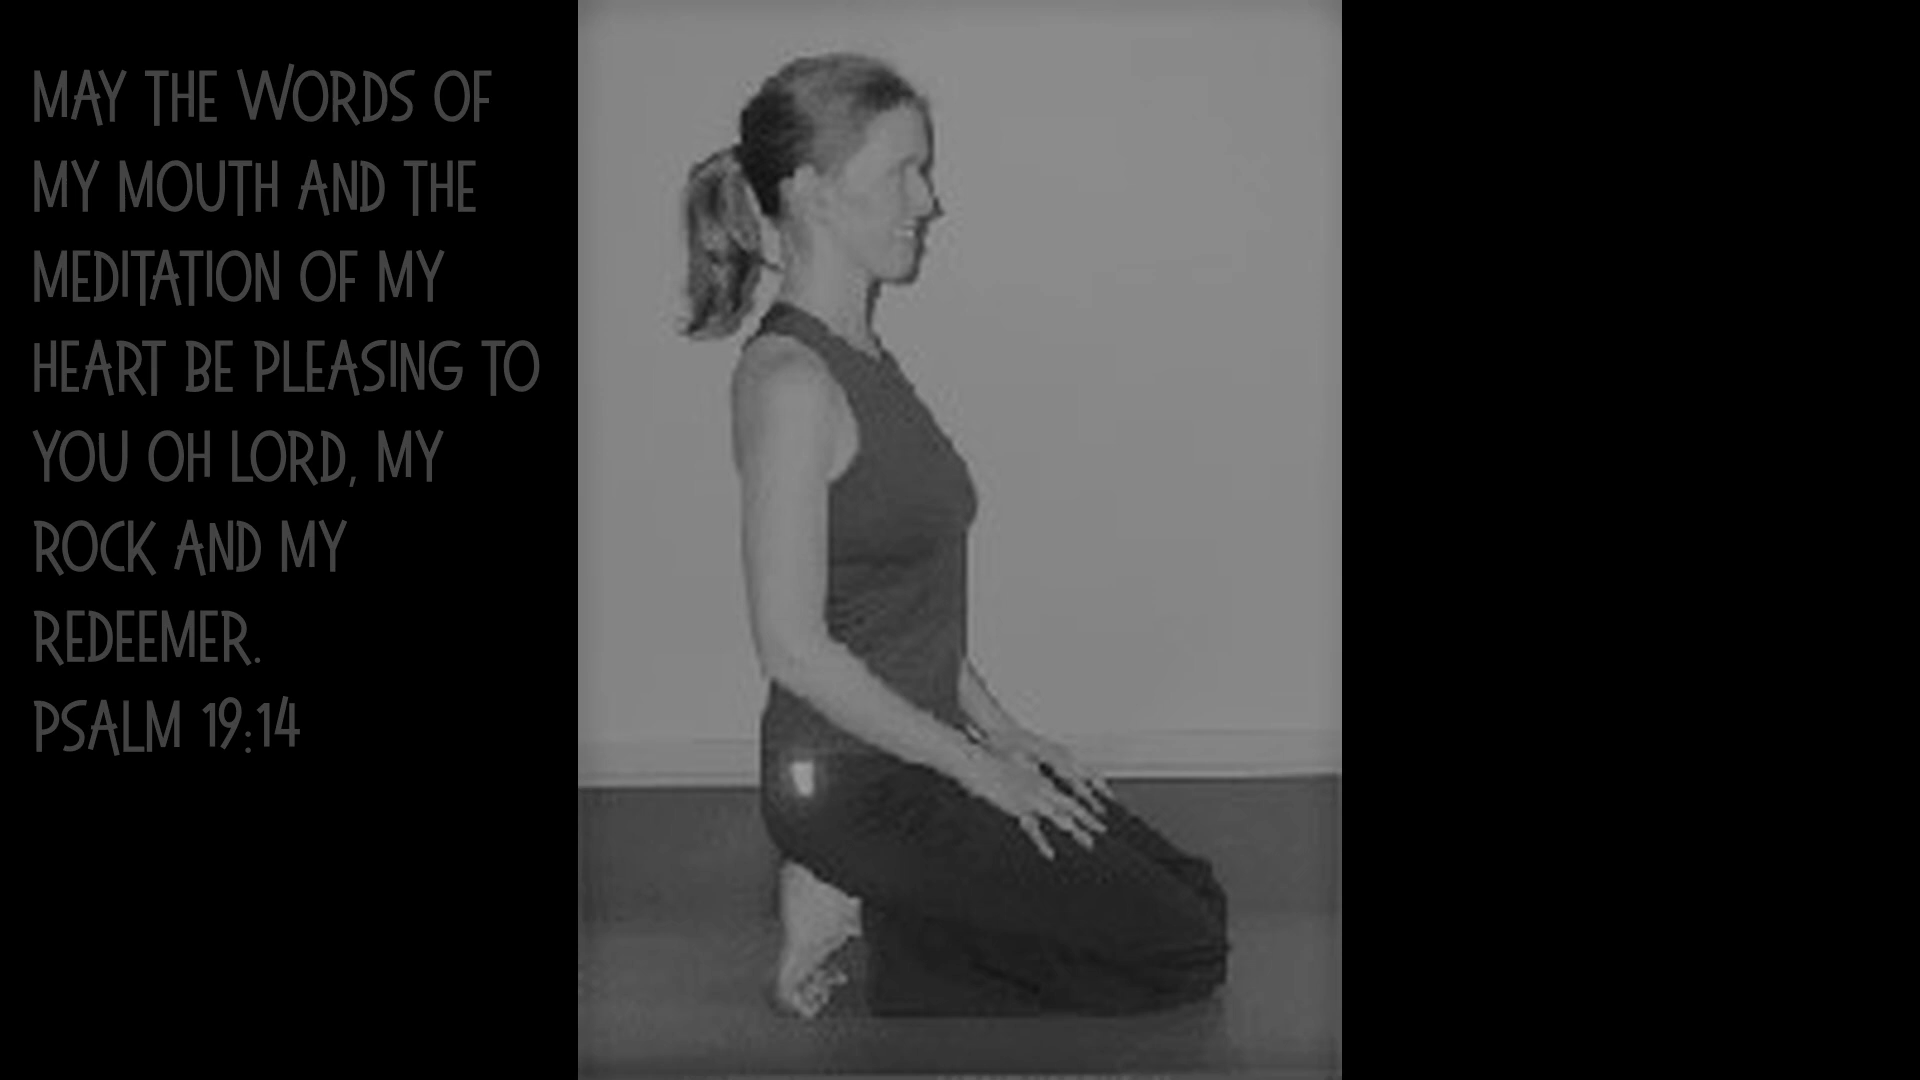 MAY THE WORDS OF
MY MOUTH AND THE
MEDITATION OF MY
HEART BE PLEASING TO
YOU OH LORD, MY
ROCK AND MY
REDEEMER.
PSALM 19:14